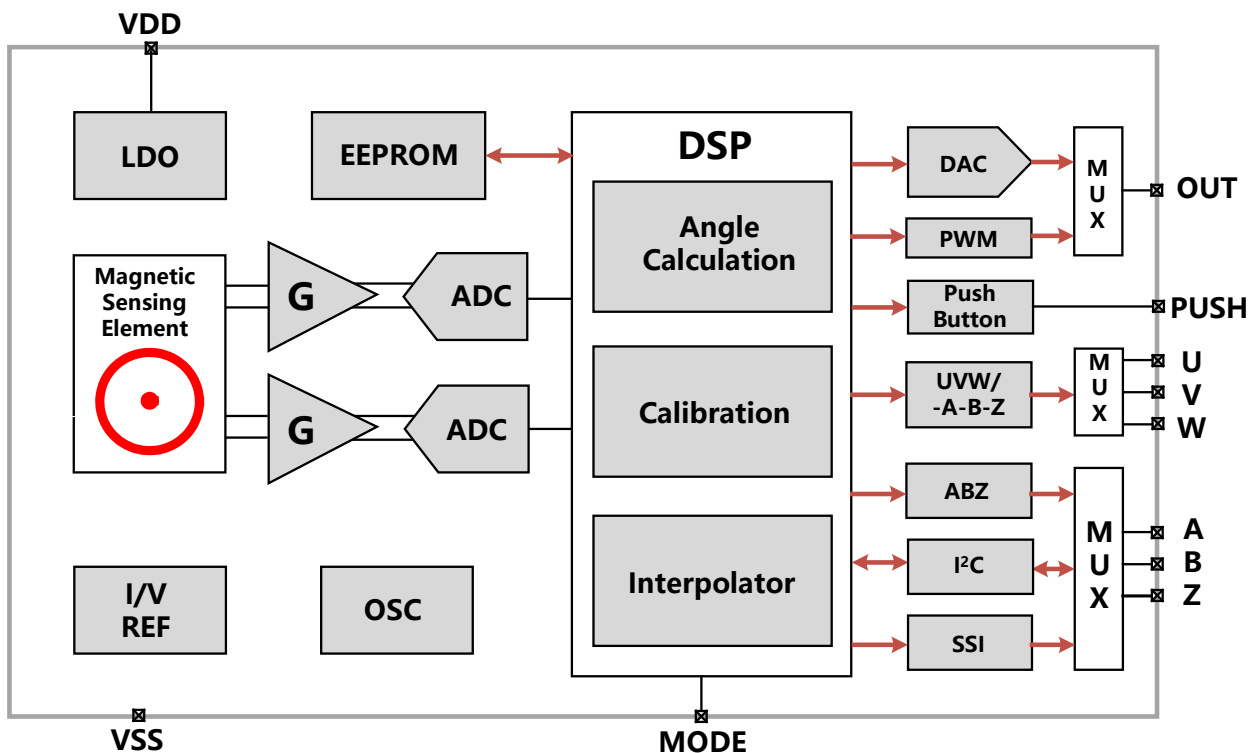 VDD
LDO
EEPROM
DSP
DAC
M
U
X
OUT
PWM
Angle
Calculation
Magnetic
Sensing
Element
G
ADC
Push
Button
PUSH
G
ADC
Calibration
UVW/
-A-B-Z
M
U
X
U
V
W
ABZ
I²C
SSI
M
U
X
A
B
Z
Interpolator
I/V
REF
OSC
VSS
MODE